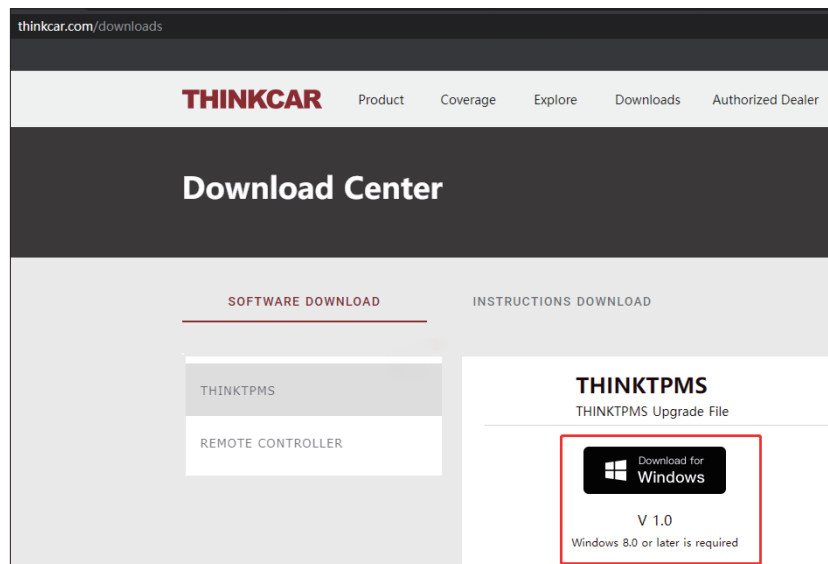 thinkcar.com/downloads
THINKCAR Product Coverage Explore Downloads Authorized Dealer
Download Center
SOFTWARE DOWNLOAD INSTRUCTIONS DOWNLOAD
THINKTPMS
REMOTE CONTROLLER
THINKTPMS
THINKTPMS Upgrade File
Download for
Windows
V 1.0
Windows 8.0 or later is required